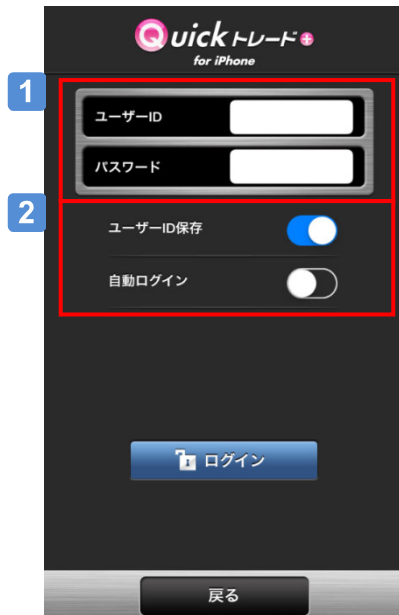 Quickトレード+
for iPhone
1
ユーザーID
パスワード
2
ユーザーID保存
自動ログイン
ログイン
戻る